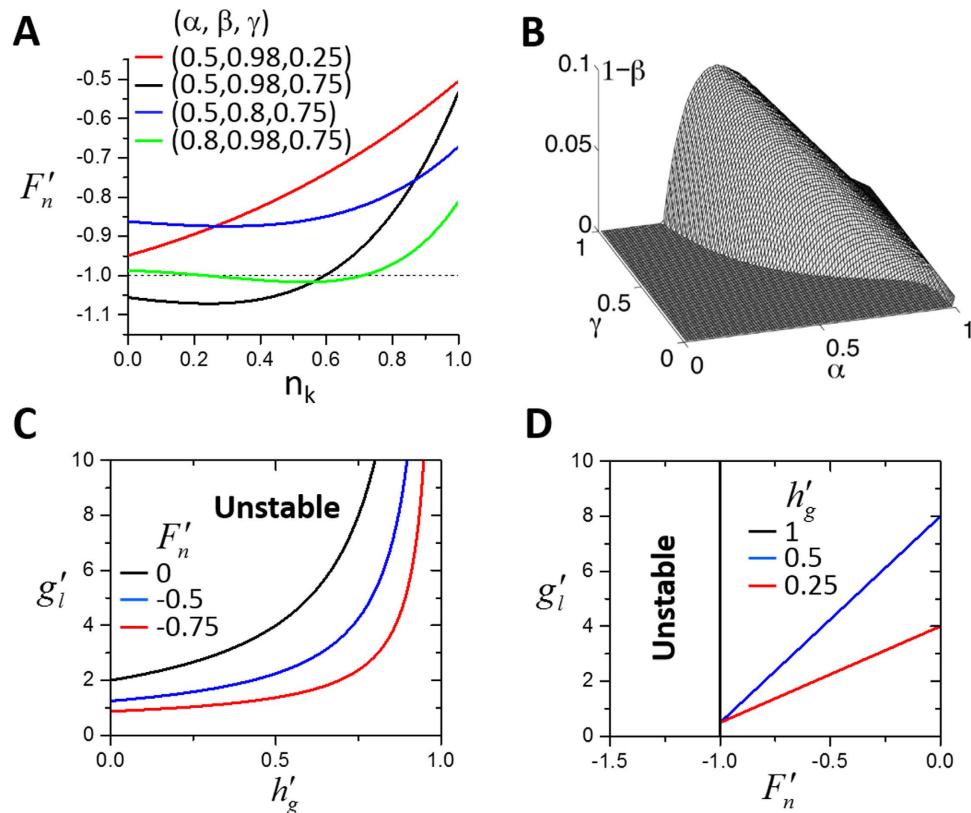 A
(α, β, γ)
(0.5,0.98,0.25)
(0.5,0.98,0.75)
(0.5,0.8,0.75)
(0.8,0.98,0.75)
-0.5
-0.6
-0.7
-0.8
-0.9
-1.0
-1.1
F′n
0.0 0.2 0.4 0.6 0.8 1.0
nk
B
0.1
1−β
0.05
0
1
0.5
0
γ
0
0.5
1
α
C
10
8
6
4
2
0
g′l
Unstable
F′n
0
-0.5
-0.75
0.0 0.5 1.0
h′g
D
10
8
6
4
2
0
g′l
Unstable
h′g
1
0.5
0.25
-1.5 -1.0 -0.5 0.0
F′n